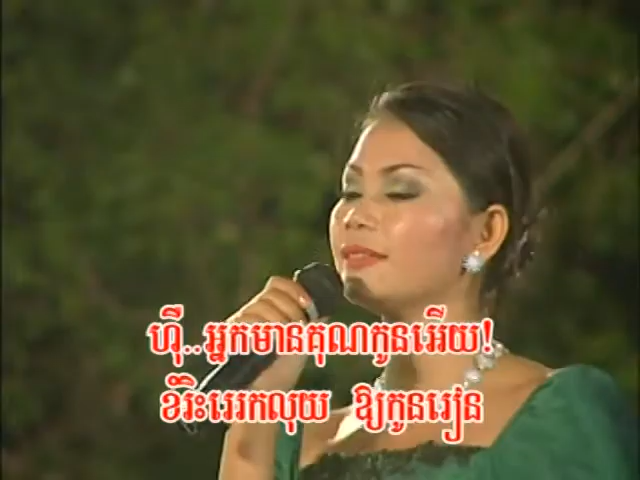 ហ៊ឺ..អ្នកមានគុណកូនអើយ!
ខំរិះរេរកលុយ ឱ្យកូនរៀន